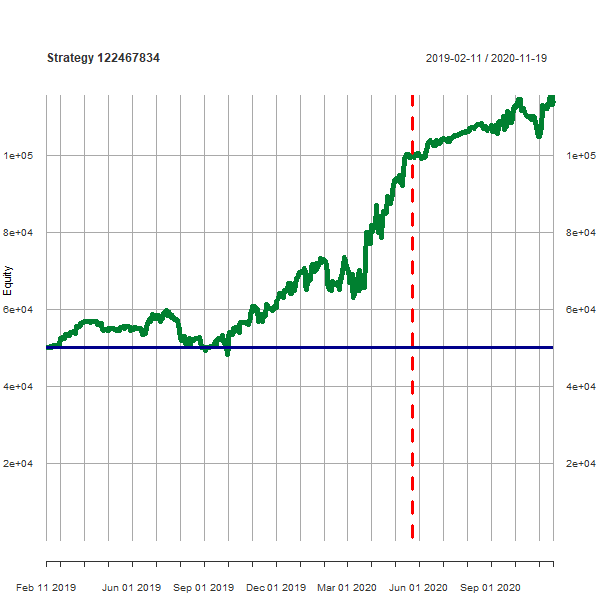 Strategy 122467834
2019-02-11 / 2020-11-19
1e+05
1e+05
8e+04
8e+04
Equity
6e+04
6e+04
4e+04
4e+04
2e+04
2e+04
Feb 11 2019
Jun 01 2019
Sep 01 2019
Dec 01 2019
Mar 01 2020
Jun 01 2020
Sep 01 2020